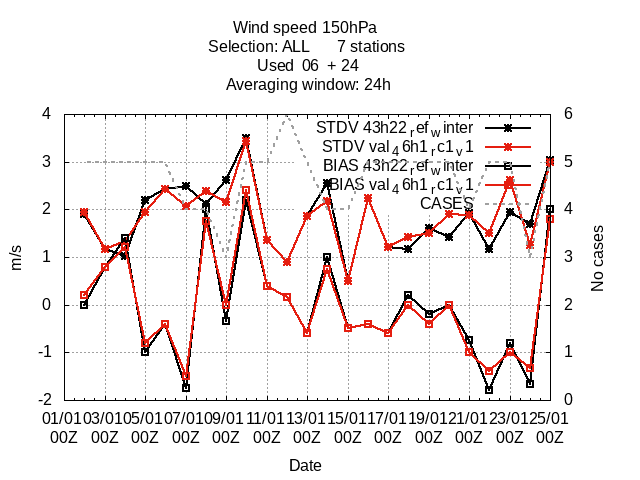 Wind speed 150hPa
Selection: ALL 7 stations
Used 06 + 24
Averaging window: 24h
STDV 43h22_ref_winter
STDV val_46h1_rc1_v1
BIAS 43h22_ref_winter
BIAS val_46h1_rc1_v1
CASES
4
3
2
1
0
-1
-2
m/s
6
5
4
3
2
1
0
No cases
01/01 03/01 05/01 07/01 09/01 11/01 13/01 15/01 17/01 19/01 21/01 23/01 25/01
00Z 00Z 00Z 00Z 00Z 00Z 00Z 00Z 00Z 00Z 00Z 00Z 00Z
Date